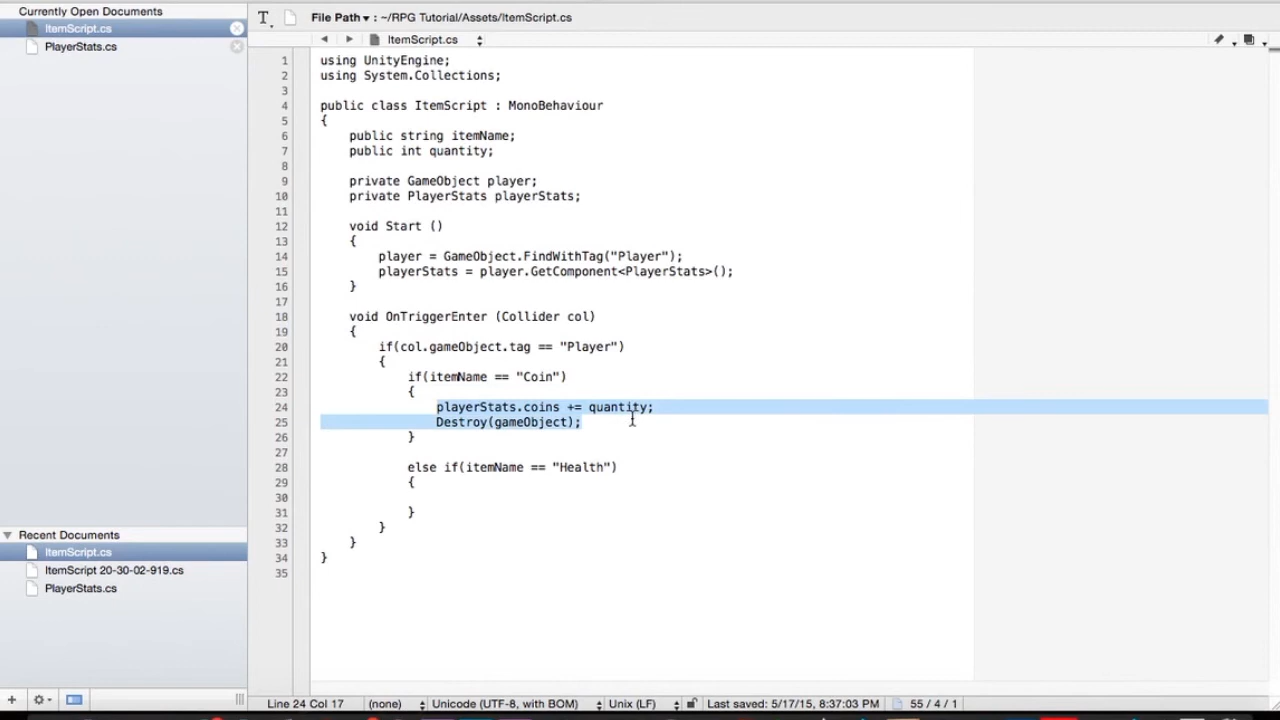 Currently Open Documents
ItemScript.cs
PlayerStats.cs
File Path : ~/RPG Tutorial/Assets/ItemScript.cs
ItemScript.cs
1 using UnityEngine;
2 using System.Collections;
3
4 public class ItemScript : MonoBehaviour
5 {
6 public string itemName;
7 public int quantity;
8
9 private GameObject player;
10 private PlayerStats playerStats;
11
12 void Start ()
13 {
14 player = GameObject.FindWithTag("Player");
15 playerStats = player.GetComponent<PlayerStats>();
16 }
17
18 void OnTriggerEnter (Collider col)
19 {
20 if(col.gameObject.tag == "Player")
21 {
22 if(itemName == "Coin")
23 {
24 playerStats.coins += quantity;
25 Destroy(gameObject);
26 }
27
28 else if(itemName == "Health")
29 {
30
31 }
32 }
33 }
34 }
35
Recent Documents
ItemScript.cs
ItemScript 20-30-02-919.cs
PlayerStats.cs
Line 24 Col 17 (none) Unicode (UTF-8, with BOM) Unix (LF) Last saved: 5/17/15, 8:37:03 PM 55 / 4 / 1